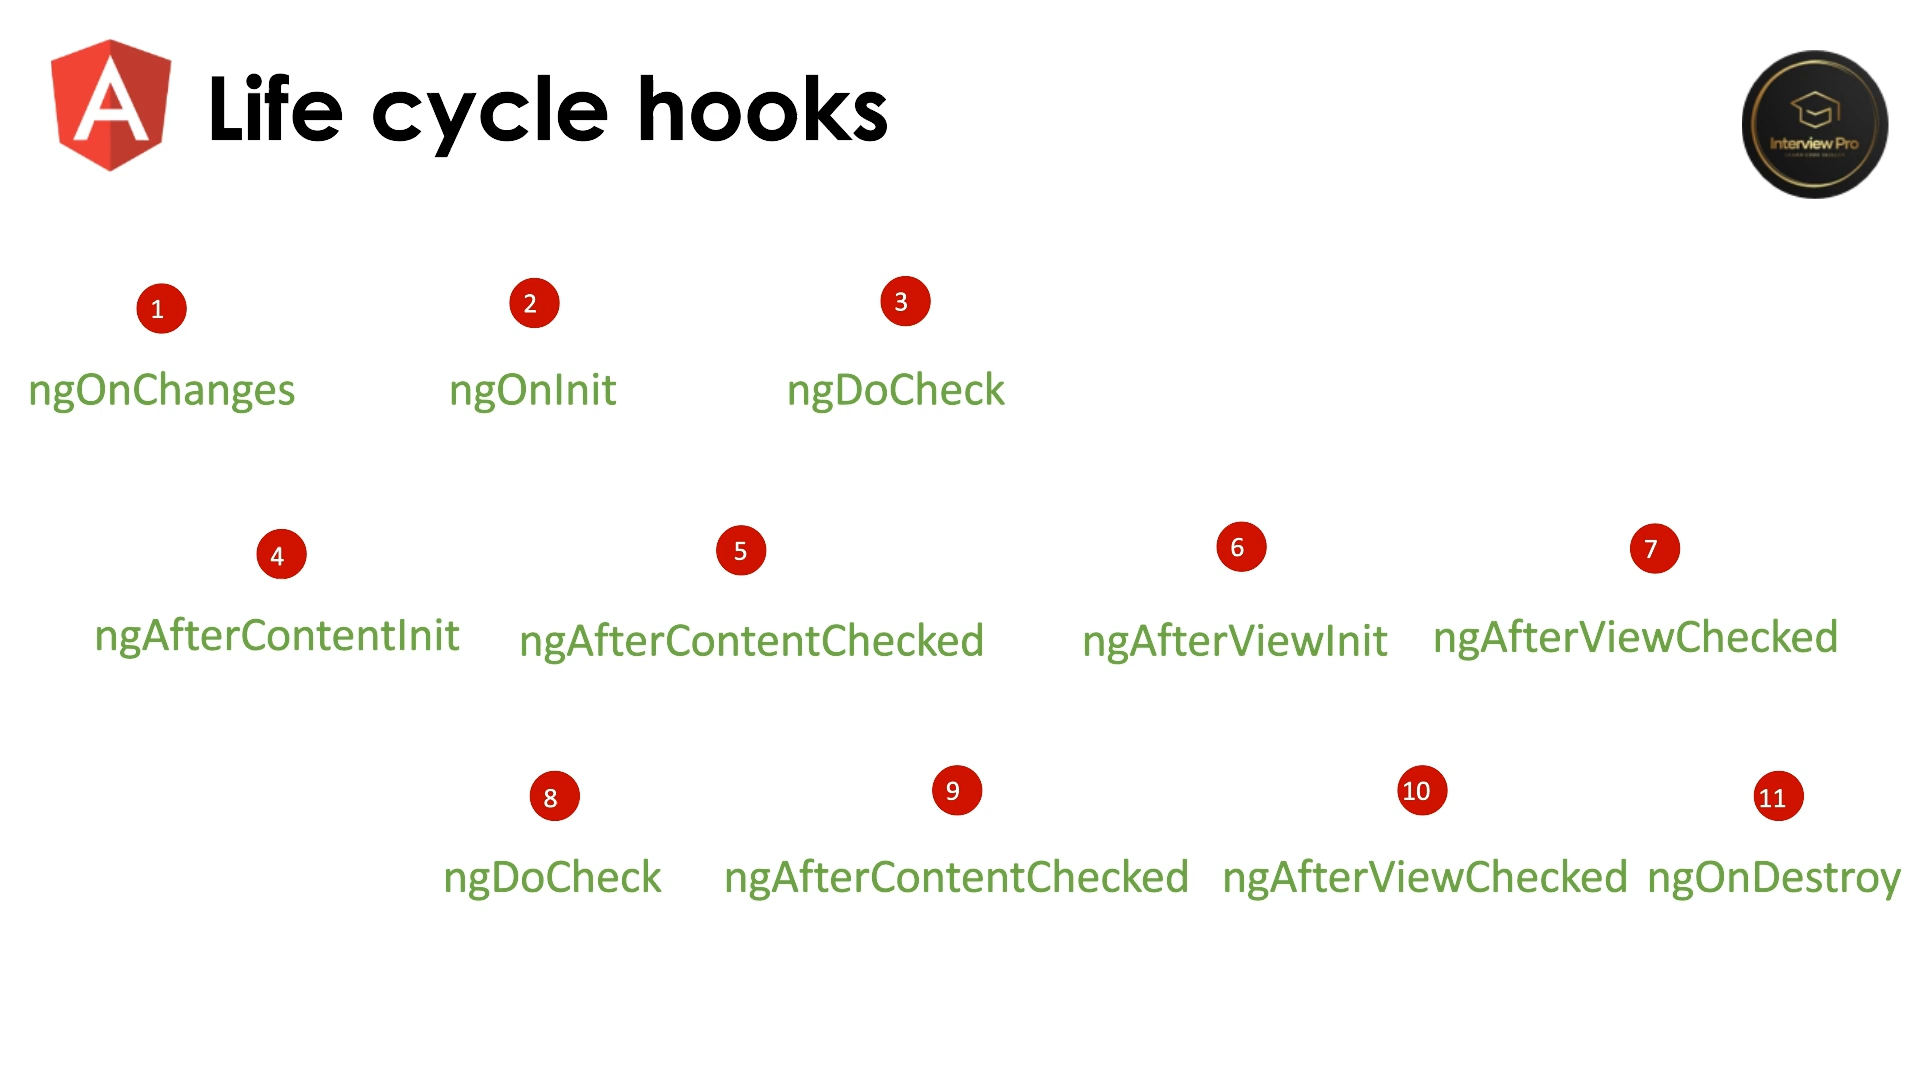 A
Life cycle hooks
Interview Pro
1
2
3
ngOnChanges
ngOnInit
ngDoCheck
4
5
6
7
ngAfterContentInit
ngAfterContentChecked
ngAfterViewInit
ngAfterViewChecked
8
9
10
11
ngDoCheck
ngAfterContentChecked
ngAfterViewChecked
ngOnDestroy